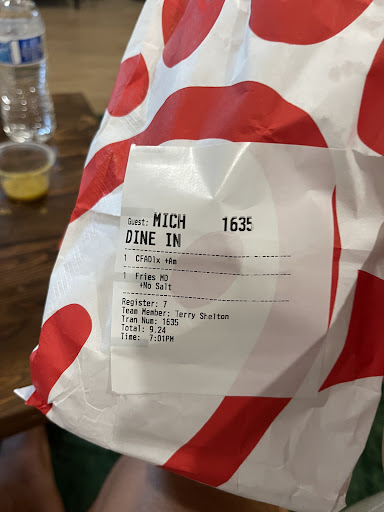 Guest: MICH 1635
DINE IN
1 CFADlx +Am
1 Fries MD
+No Salt
Register: 7
Team Member: Terry Shelton
Tran Num: 1635
Total: 9.24
Time: 7:01PM